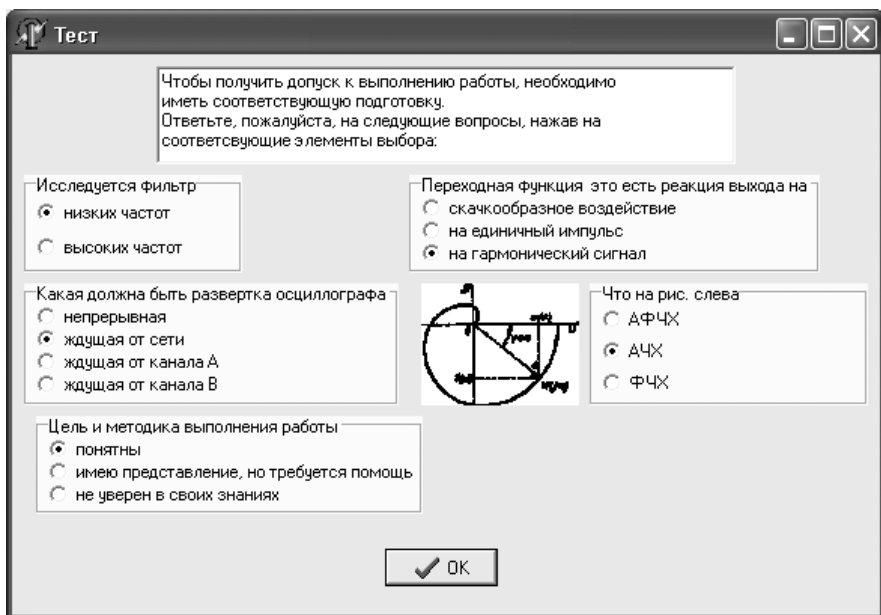 Тест
Чтобы получить допуск к выполнению работы, необходимо
иметь соответствующую подготовку.
Ответьте, пожалуйста, на следующие вопросы, нажав на
соответсвующие элементы выбора:
Исследуется фильтр
низких частот
высоких частот
Переходная функция это есть реакция выхода на
скачкообразное воздействие
на единичный импульс
на гармонический сигнал
Какая должна быть развертка осциллографа
непрерывная
ждущая от сети
ждущая от канала А
ждущая от канала В
Что на рис. слева
АФЧХ
АЧХ
ФЧХ
Цель и методика выполнения работы
понятны
имею представление, но требуется помощь
не уверен в своих знаниях
OK